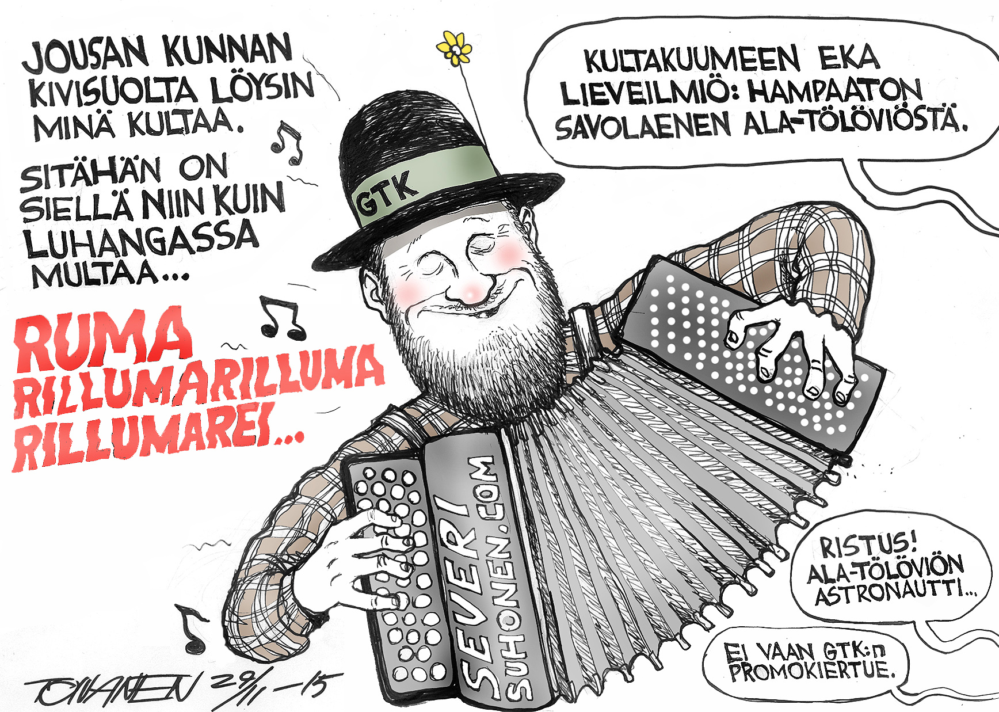 JOUSAN KUNNAN
KIVISUOLTA LÖYSIN
MINÄ KULTAA.
SITÄHÄN ON
SIELLÄ NIIN KUIN
LUHANGASSA
MULTAA...
RUMA
RILLUMARILLUMA
RILLUMAREI...
KULTAKUUMEEN EKA
LIEVEILMIÖ: HAMPAATON
SAVOLAENEN ALA-TÖLÖVIÖSTÄ.
GTK
SEVERI
SUHONEN.COM
RISTUS!
ALA-TÖLÖVIÖN
ASTRONAUTTI...
EI VAAN GTK:n
PROMOKIERTUE.
TOIVANEN 20/11 -15